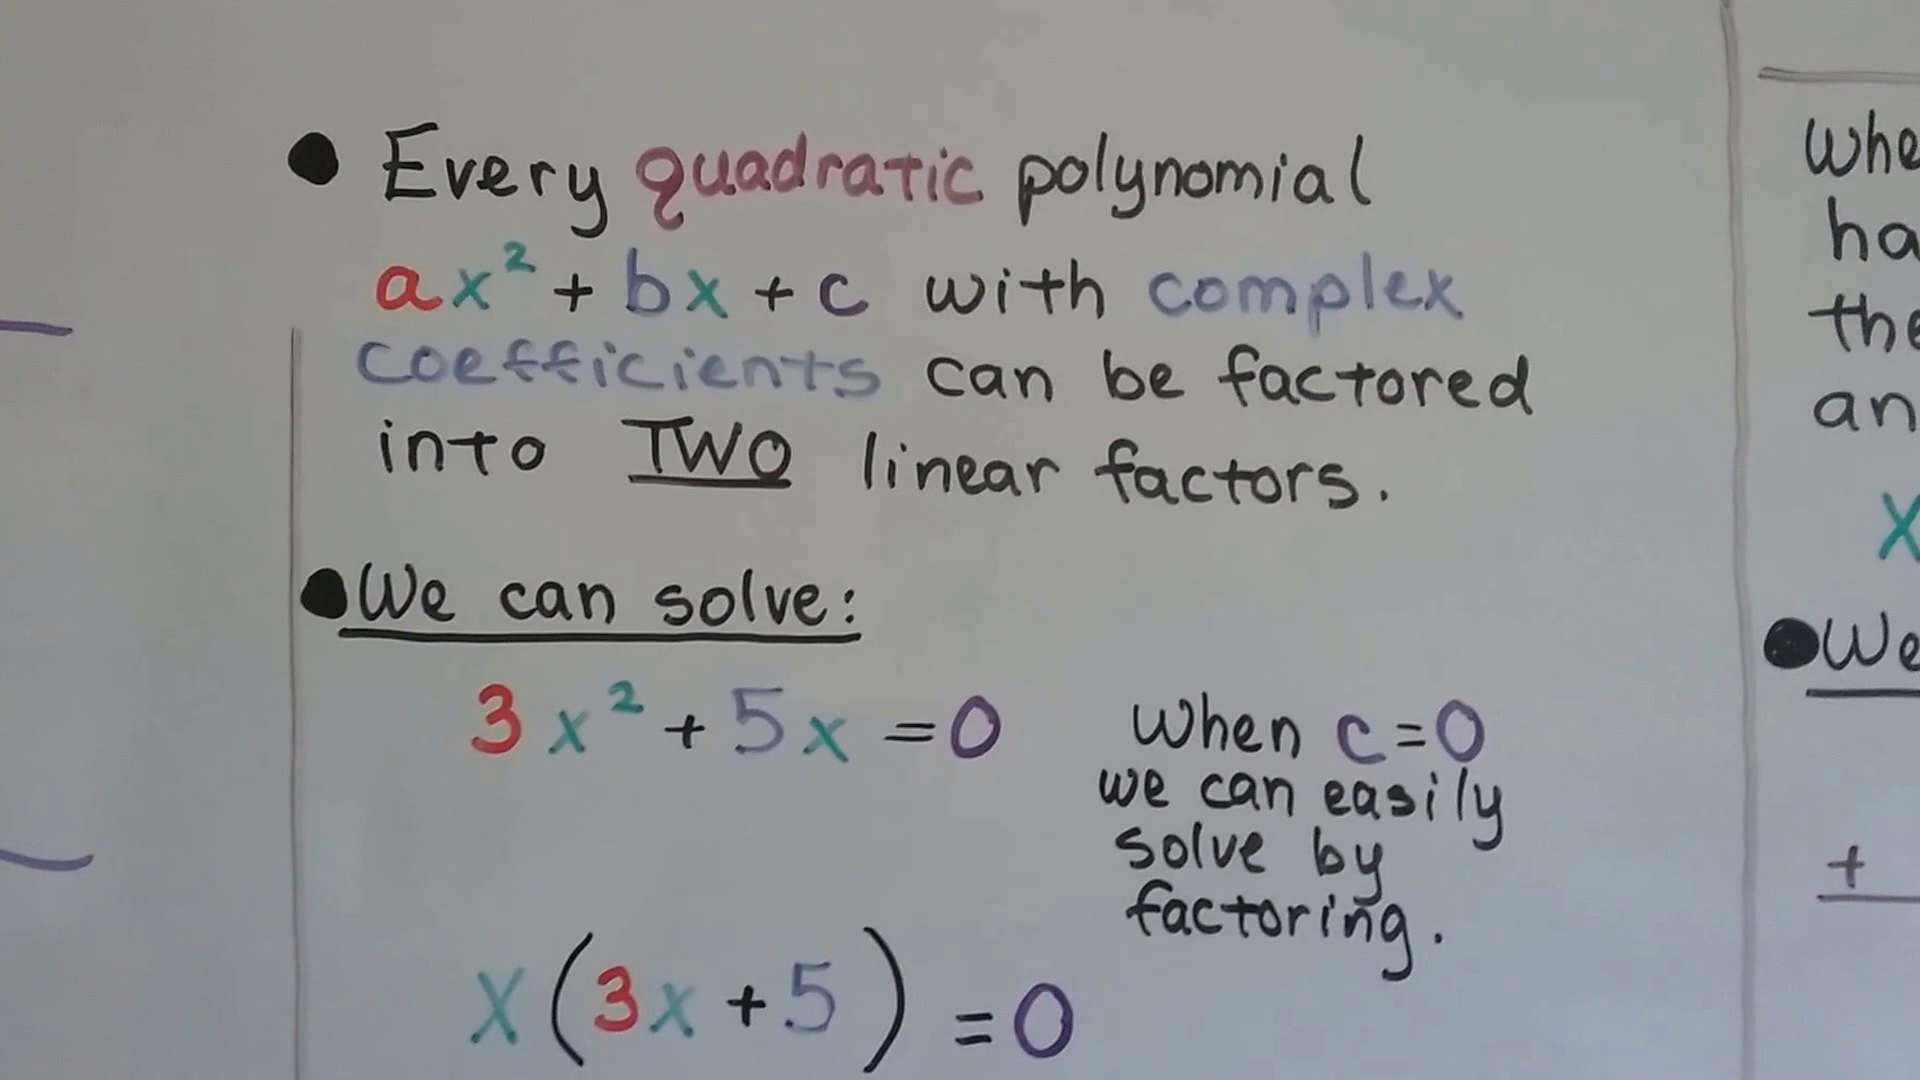 ● Every quadratic polynomial
ax² + bx + c with complex
coefficients can be factored
into TWO linear factors.
● We can solve:
3x² + 5x = 0
When c = 0
we can easily
solve by
factoring.
x(3x + 5) = 0
X
● We
+